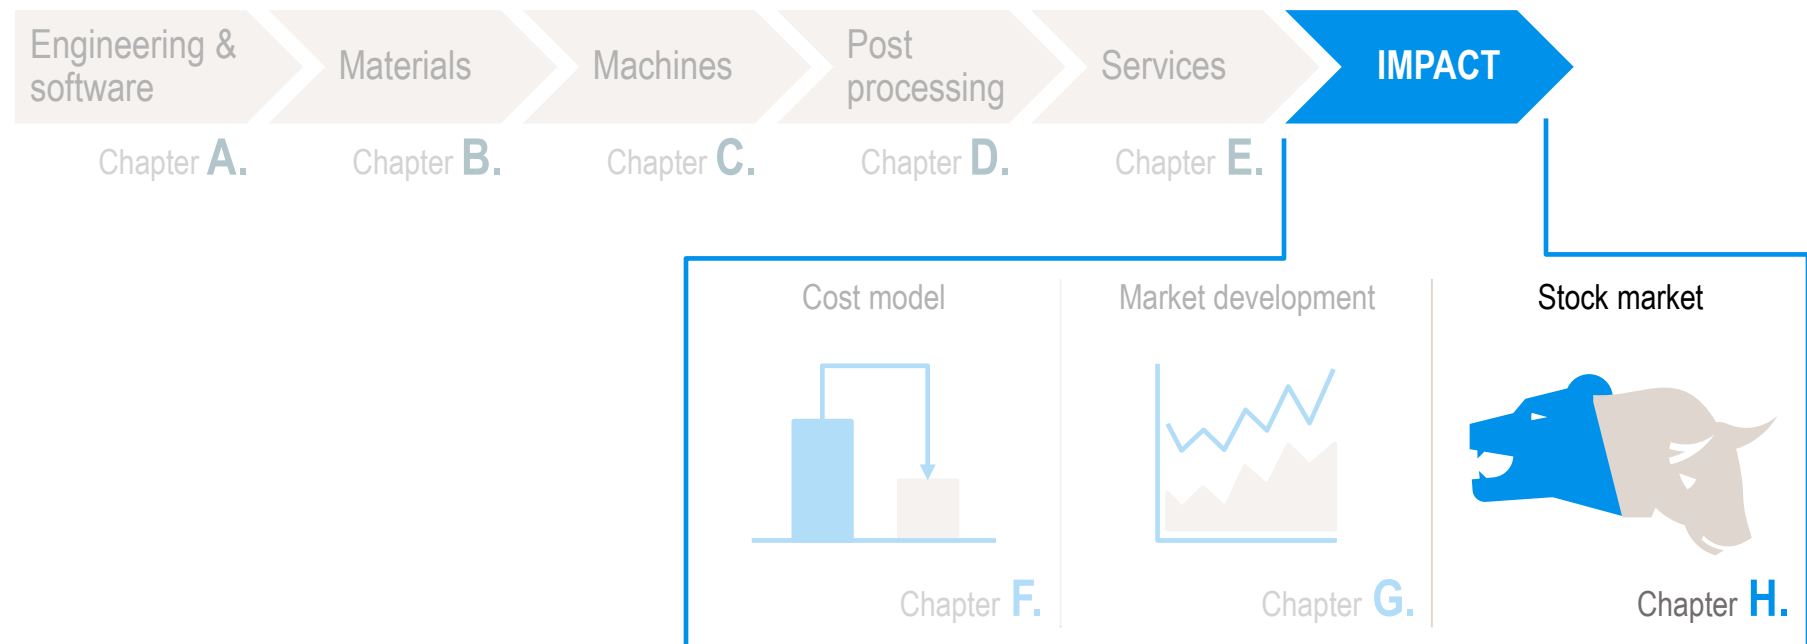 Engineering &
software
Materials
Machines
Post
processing
Services
IMPACT
Chapter A.
Chapter B.
Chapter C.
Chapter D.
Chapter E.
Cost model
Market development
Stock market
Chapter F.
Chapter G.
Chapter H.